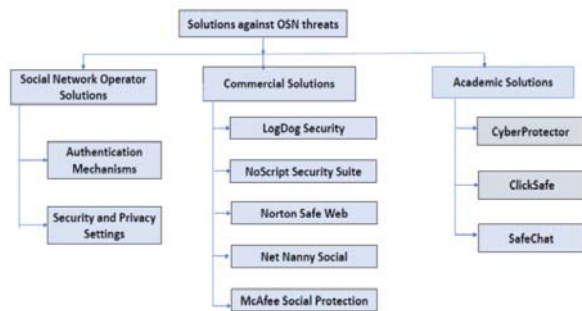 Solutions against OSN threats
Social Network Operator
Solutions
Commercial Solutions
Academic Solutions
Authentication
Mechanisms
Security and Privacy
Settings
LogDog Security
NoScript Security Suite
Norton Safe Web
Net Nanny Social
McAfee Social Protection
CyberProtector
ClickSafe
SafeChat